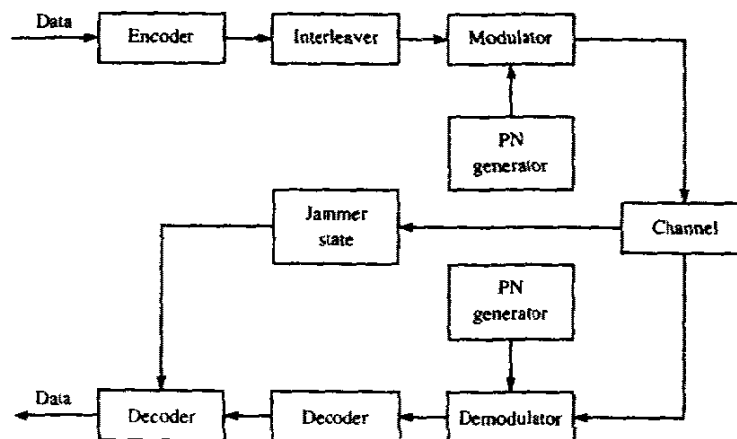 Data
Encoder
Interleaver
Modulator
PN
generator
Jammer
state
Channel
PN
generator
Data
Decoder
Decoder
Demodulator